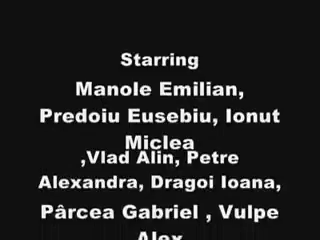 Starring
Manole Emilian,
Predoiu Eusebiu, Ionut
Miclea
,Vlad Alin, Petre
Alexandra, Dragoi Ioana,
Pârcea Gabriel , Vulpe
Alex